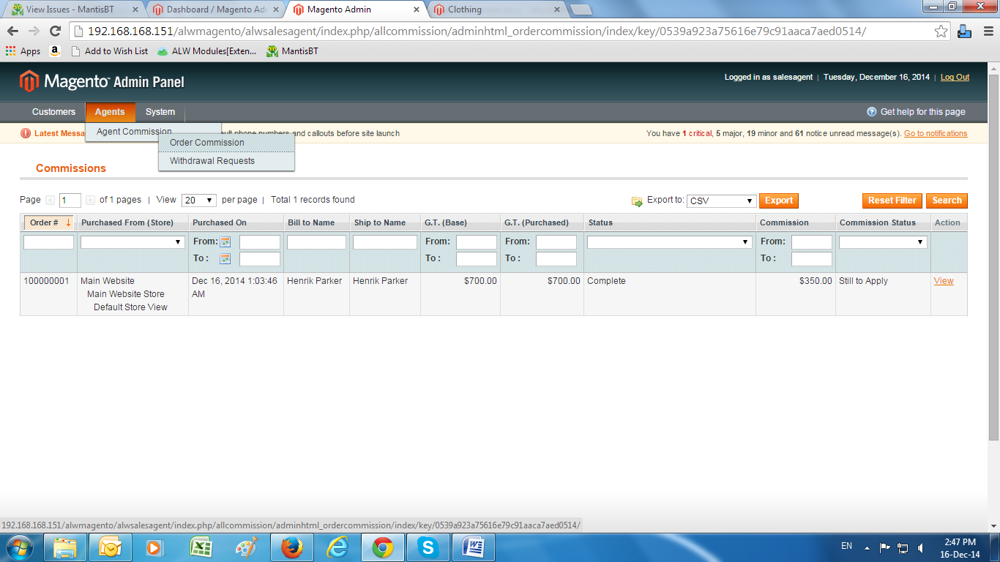 View Issues - MantisBT
Dashboard / Magento Ad
Magento Admin
Clothing
192.168.168.151/alwmagento/alwsalesagent/index.php/allcommission/adminhtml_ordercommission/index/key/0539a923a75616e79c91aaca7aed0514/
Apps
Add to Wish List
ALW Modules[Exten...
MantisBT
Magento™ Admin Panel
Logged in as salesagent | Tuesday, December 16, 2014 | Log Out
Customers
Agents
System
Get help for this page
Agent Commission
Order Commission
Withdrawal Requests
Latest Messa
ult phone numbers and callouts before site launch
You have 1 critical, 5 major, 19 minor and 61 notice unread message(s). Go to notifications
Commissions
Page 1 of 1 pages | View 20 per page | Total 1 records found
Export to: CSV Export
Reset Filter Search
Order # Purchased From (Store) Purchased On Bill to Name Ship to Name G.T. (Base) G.T. (Purchased) Status Commission Commission Status Action
From: From: From: From:
To : To : To : To :
100000001 Main Website Dec 16, 2014 1:03:46 Henrik Parker Henrik Parker $700.00 $700.00 Complete $350.00 Still to Apply View
Main Website Store AM
Default Store View
192.168.168.151/alwmagento/alwsalesagent/index.php/allcommission/adminhtml_ordercommission/index/key/0539a923a75616e79c91aaca7aed0514/
EN
2:47 PM
16-Dec-14